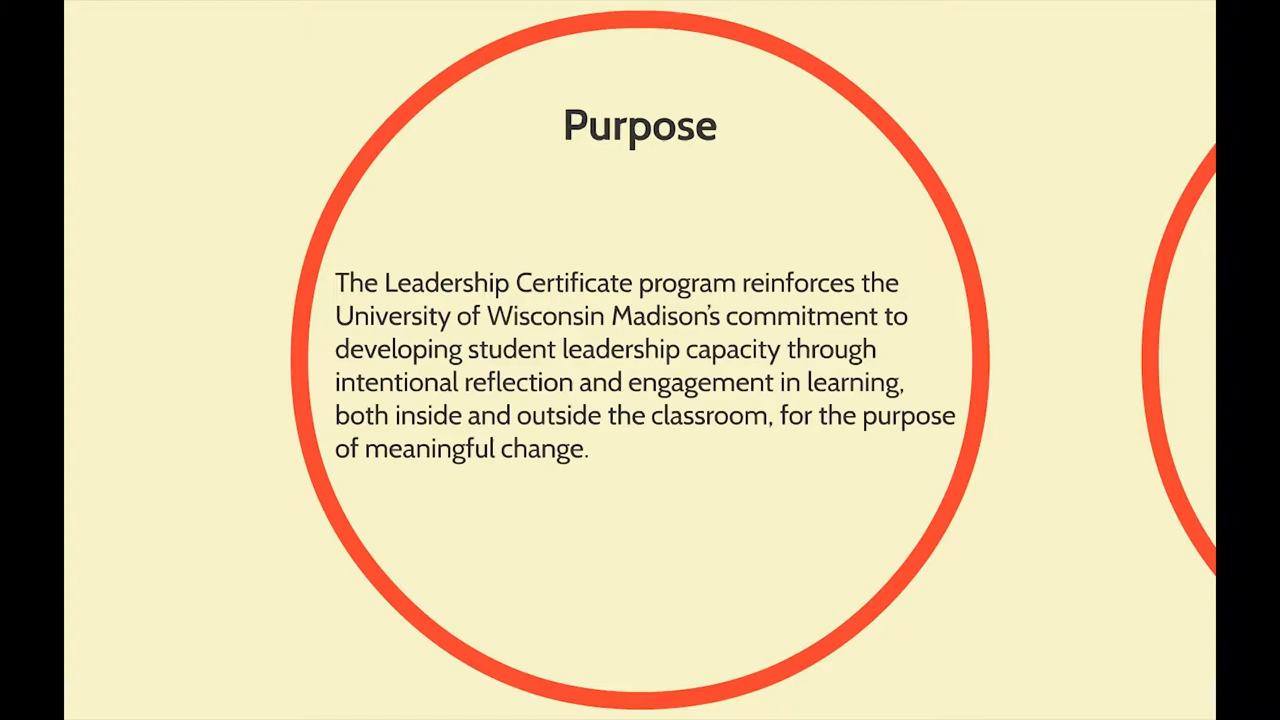 Purpose
The Leadership Certificate program reinforces the
University of Wisconsin Madison's commitment to
developing student leadership capacity through
intentional reflection and engagement in learning,
both inside and outside the classroom, for the purpose
of meaningful change.